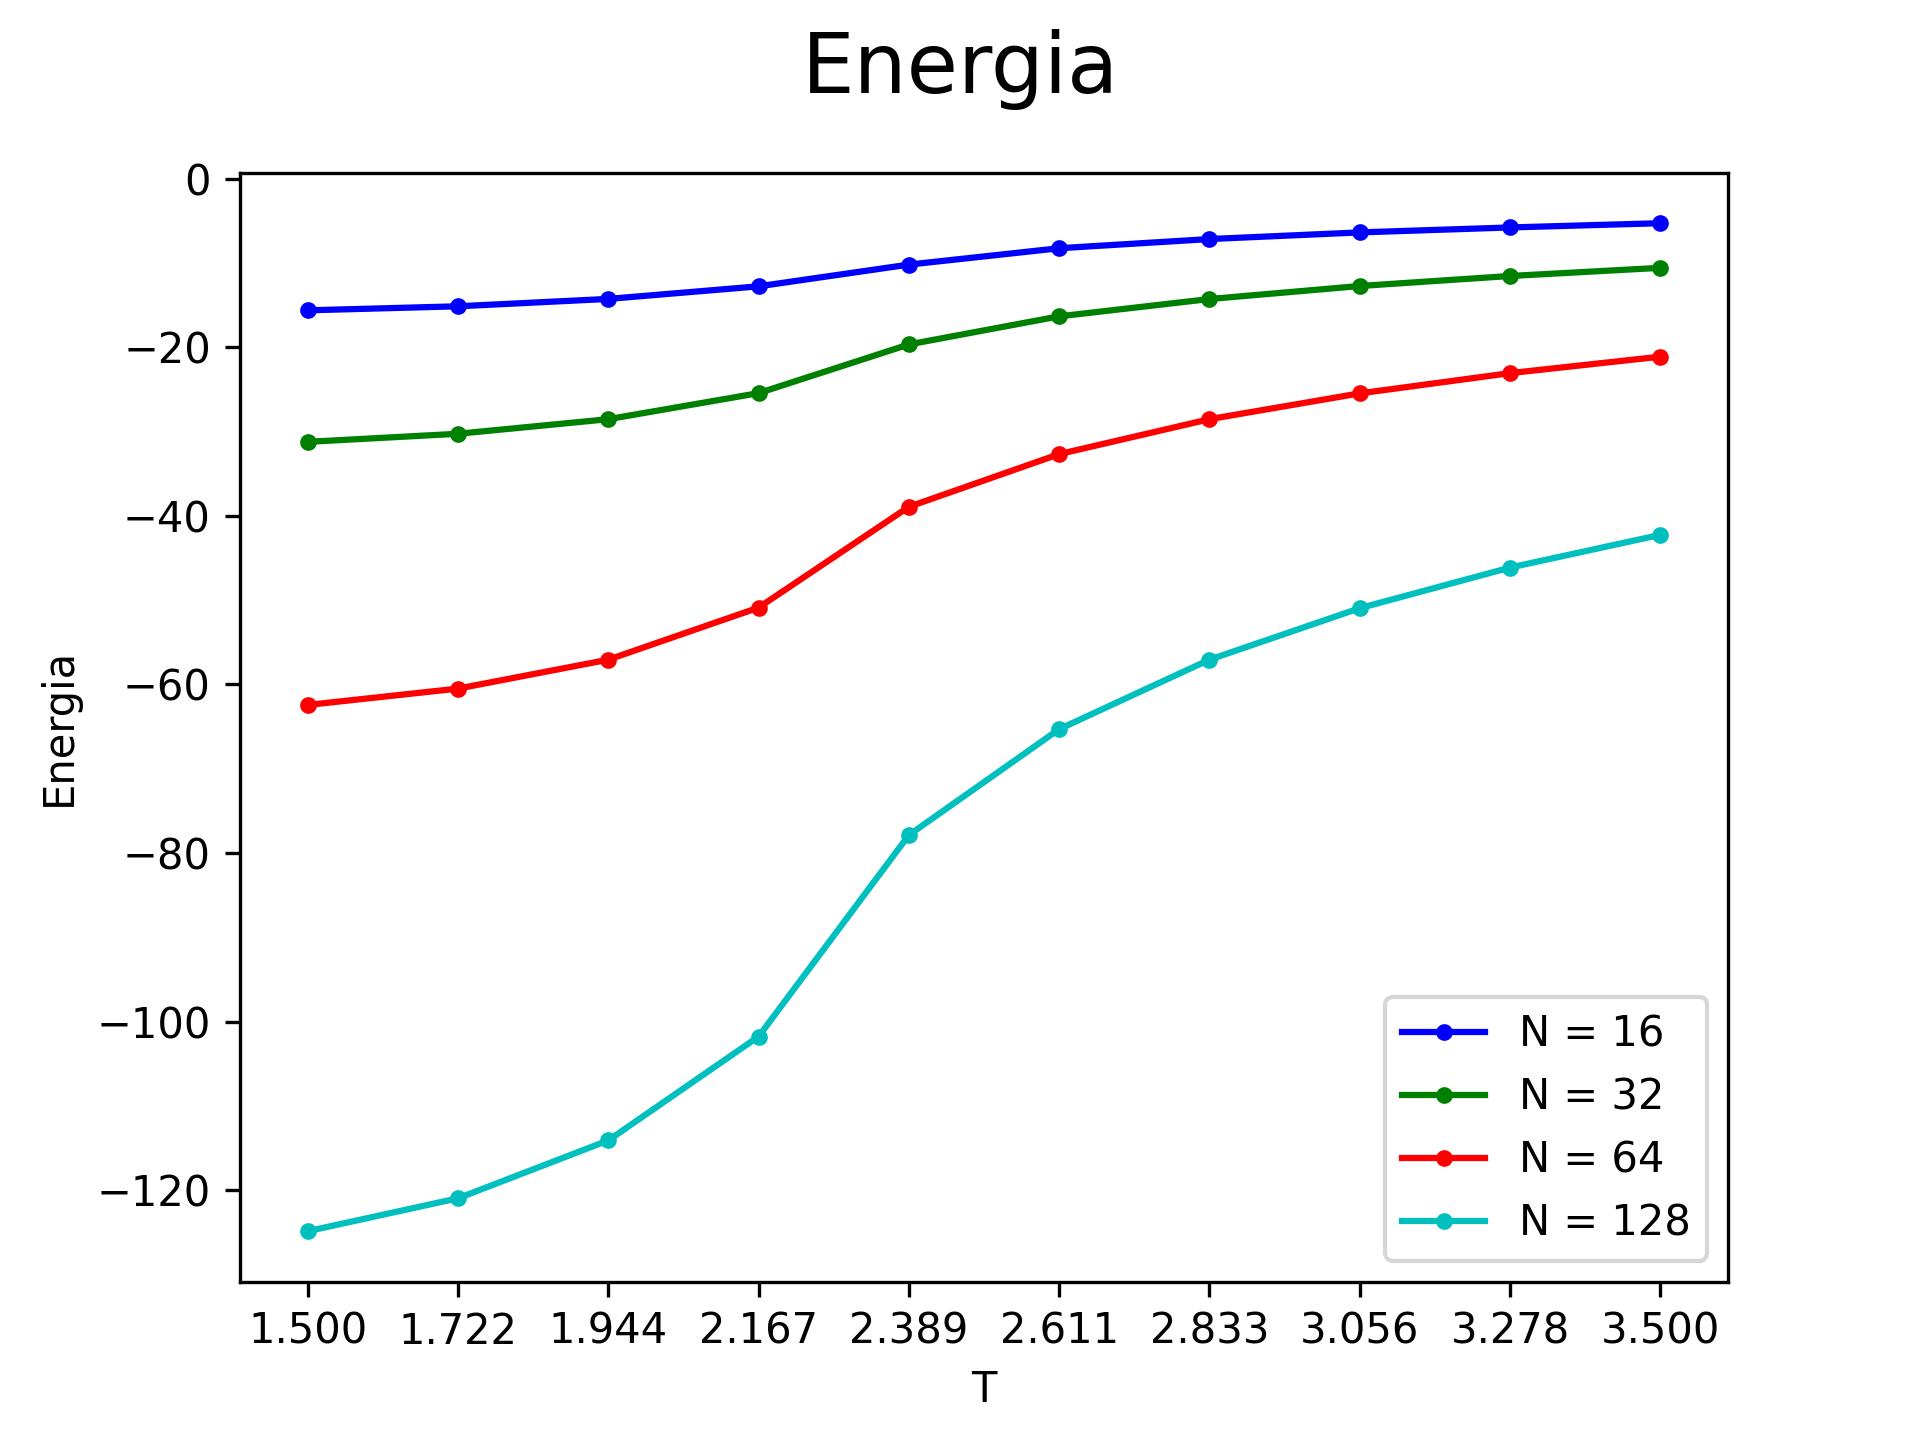 Energia
0
−20
−40
−60
−80
−100
−120
Energia
N = 16
N = 32
N = 64
N = 128
1.500 1.722 1.944 2.167 2.389 2.611 2.833 3.056 3.278 3.500
T